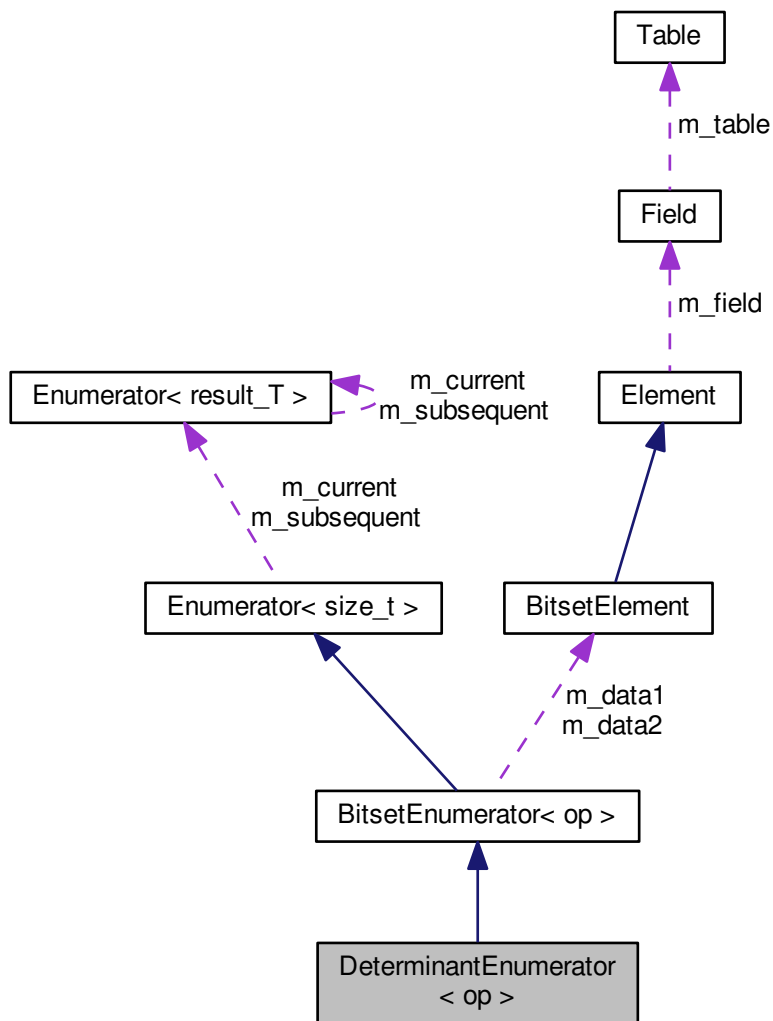 Table
m_table
Field
m_field
Enumerator< result_T >
m_current
m_subsequent
Element
m_current
m_subsequent
Enumerator< size_t >
BitsetElement
m_data1
m_data2
BitsetEnumerator< op >
DeterminantEnumerator
< op >